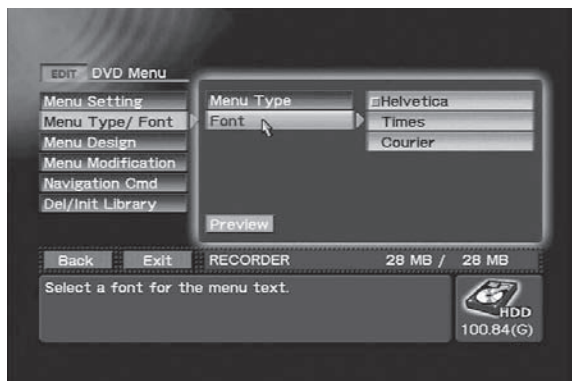 EDIT DVD Menu
Menu Setting
Menu Type/ Font
Menu Design
Menu Modification
Navigation Cmd
Del/Init Library
Menu Type
Font
Helvetica
Times
Courier
Preview
Back Exit RECORDER 28 MB / 28 MB
Select a font for the menu text.
HDD
100.84(G)